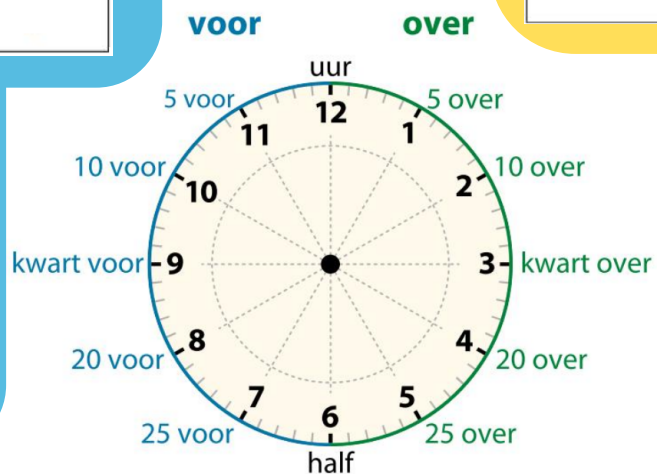 voor over
uur
5 voor 12 5 over
11 1
10 voor 10 over
10 2
kwart voor 9 3 kwart over
8 4
20 voor 20 over
7 5
6
25 voor 25 over
half